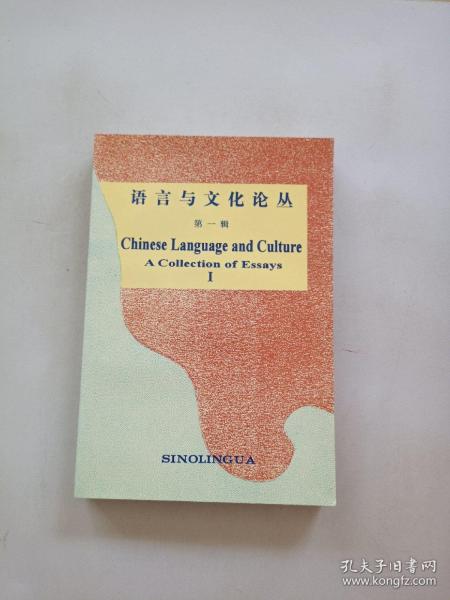 语言与文化论丛
第一辑
Chinese Language and Culture
A Collection of Essays
I
SINOLINGUA
孔夫子旧书网
www.kongfz.com